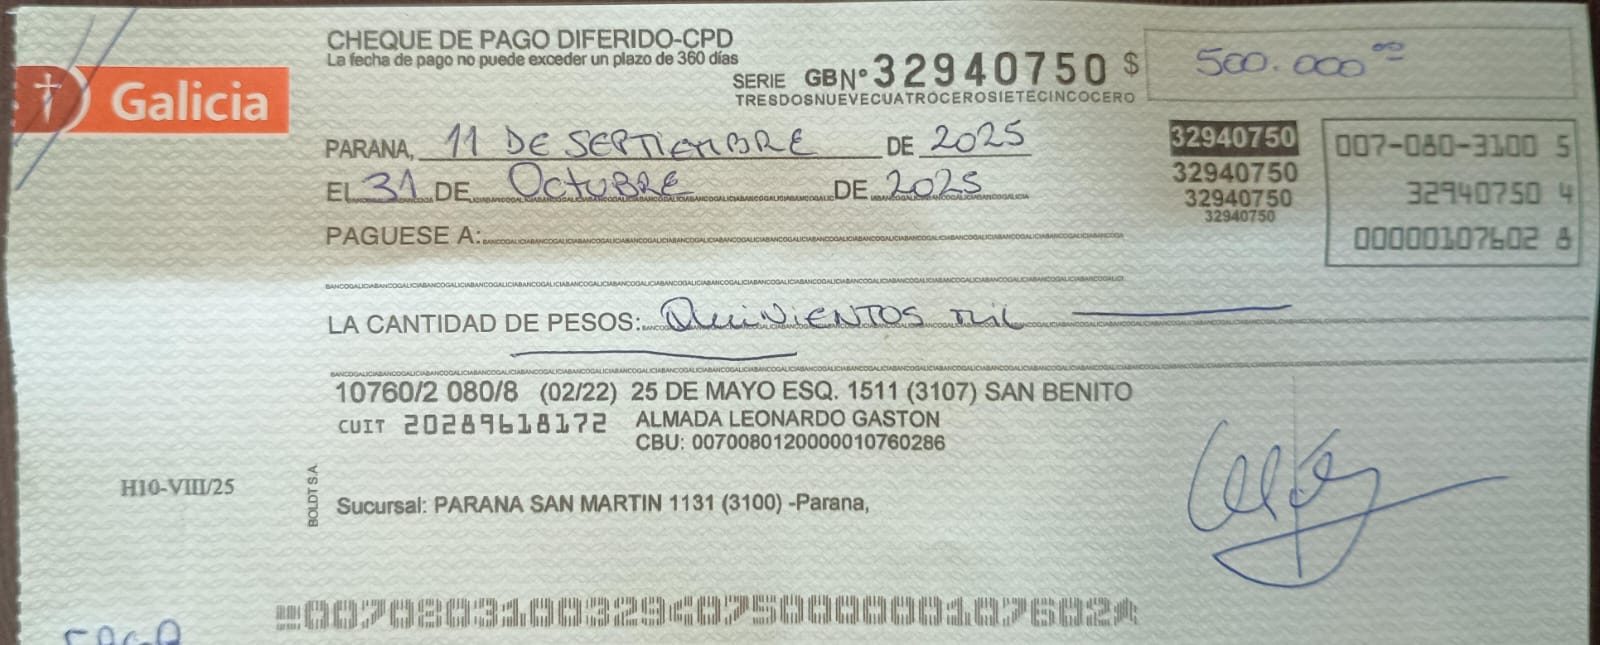 CHEQUE DE PAGO DIFERIDO-CPD
La fecha de pago no puede exceder un plazo de 360 días
Galicia
SERIE GB Nº 32940750 $ 500.000 00
TRESDOSNUEVECUATROCEROSIETECINCOCERO
PARANA, 11 DE SEPTIEMBRE DE 2025
EL 31 DE OCTUBRE DE 2025
32940750
32940750
32940750
32940750
007-080-3100 5
32940750 4
00000107602 8
PAGUESE A:
LA CANTIDAD DE PESOS: QUINIENTOS MIL
10760/2 080/8 (02/22) 25 DE MAYO ESQ. 1511 (3107) SAN BENITO
CUIT 20289618172 ALMADA LEONARDO GASTON
CBU: 0070080120000010760286
H10-VIII/25
BOLDT S.A.
Sucursal: PARANA SAN MARTIN 1131 (3100) -Parana,
007080310032940750000000107602